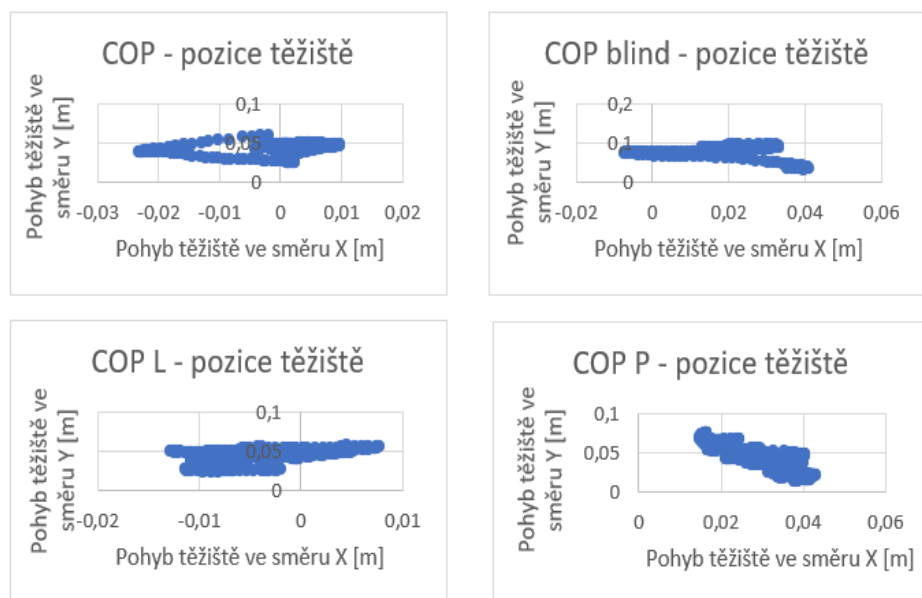 COP - pozice těžiště
Pohyb těžiště ve
směru Y [m]
0,1
0,05
0
-0,03 -0,02 -0,01 0 0,01 0,02
Pohyb těžiště ve směru X [m]
COP blind - pozice těžiště
Pohyb těžiště ve
směru Y [m]
0,2
0,1
0
-0,02 0 0,02 0,04 0,06
Pohyb těžiště ve směru X [m]
COP L - pozice těžiště
Pohyb těžiště ve
směru Y [m]
0,1
0,05
0
-0,02 -0,01 0 0,01
Pohyb těžiště ve směru X [m]
COP P - pozice těžiště
Pohyb těžiště ve
směru Y [m]
0,1
0,05
0
0 0,02 0,04 0,06
Pohyb těžiště ve směru X [m]